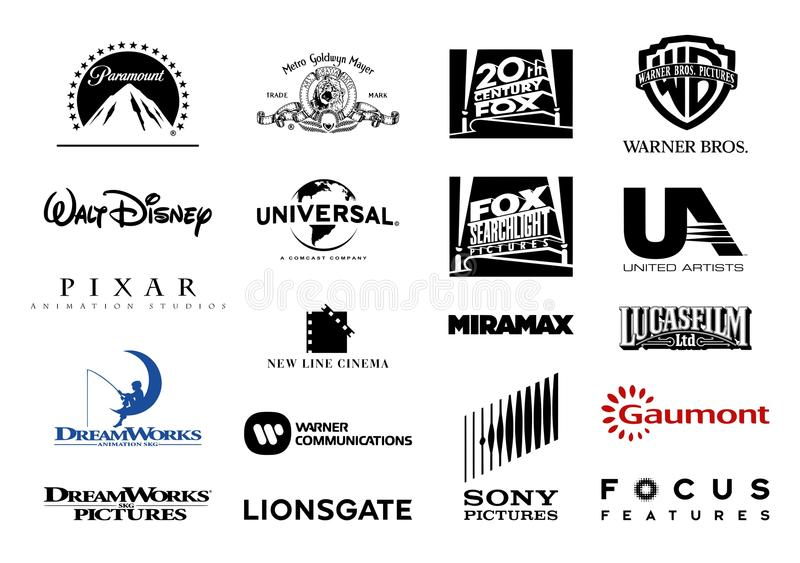 Paramount
®
Metro Goldwyn Mayer
TRADE MARK
®
20TH
CENTURY
FOX
WARNER BROS. PICTURES
WB
WARNER BROS.
WALT DISNEY
UNIVERSAL
A COMCAST COMPANY
FOX
SEARCHLIGHT
PICTURES
UA
UNITED ARTISTS
PIXAR
ANIMATION STUDIOS
dreamstime
NEW LINE CINEMA
MIRAMAX
LUCASFILM
Ltd
DREAMWORKS
ANIMATION SKG
WARNER
COMMUNICATIONS
Gaumont
DREAMWORKS
SKG
PICTURES
LIONSGATE
SONY
PICTURES
FOCUS
FEATURES